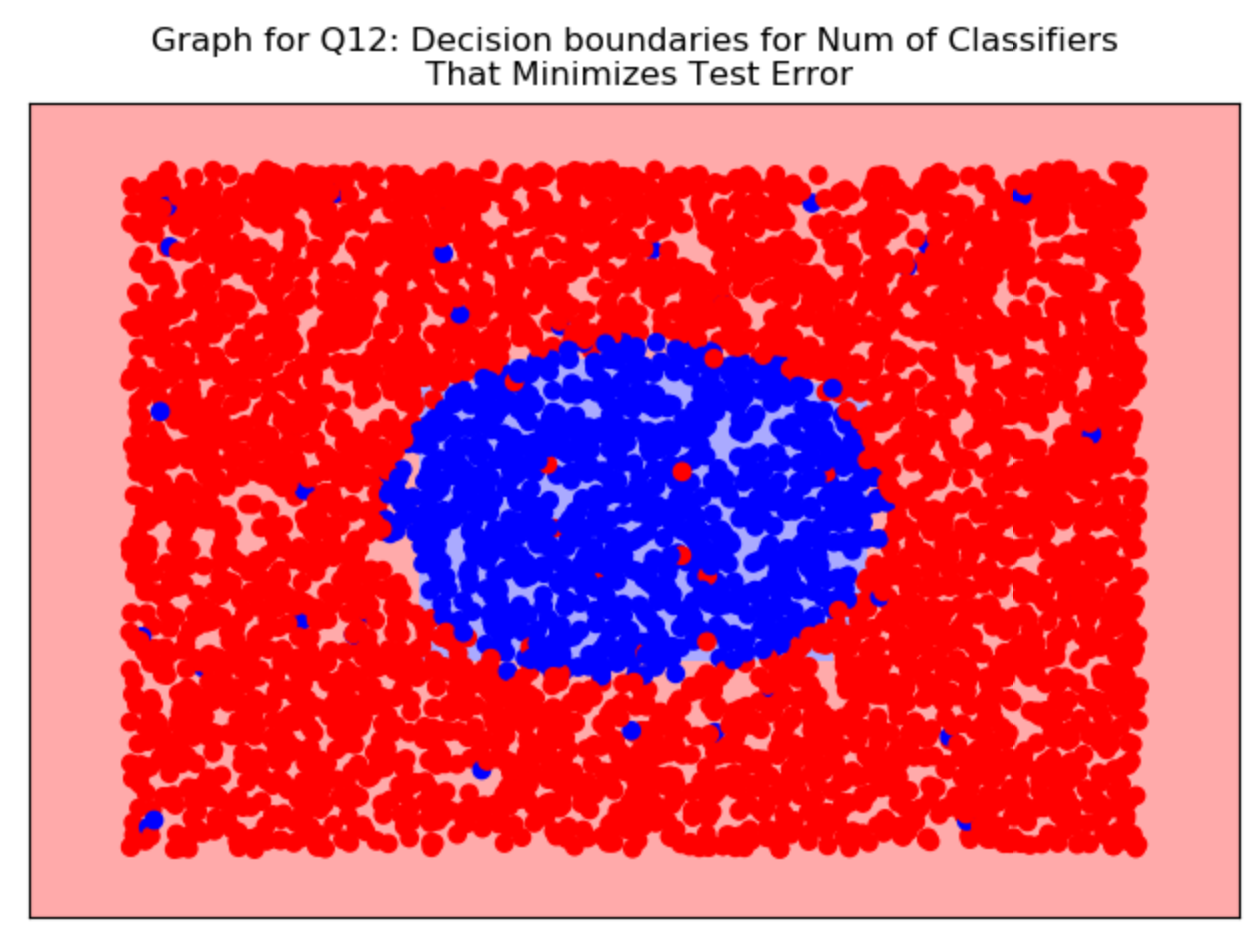 Graph for Q12: Decision boundaries for Num of Classifiers
That Minimizes Test Error